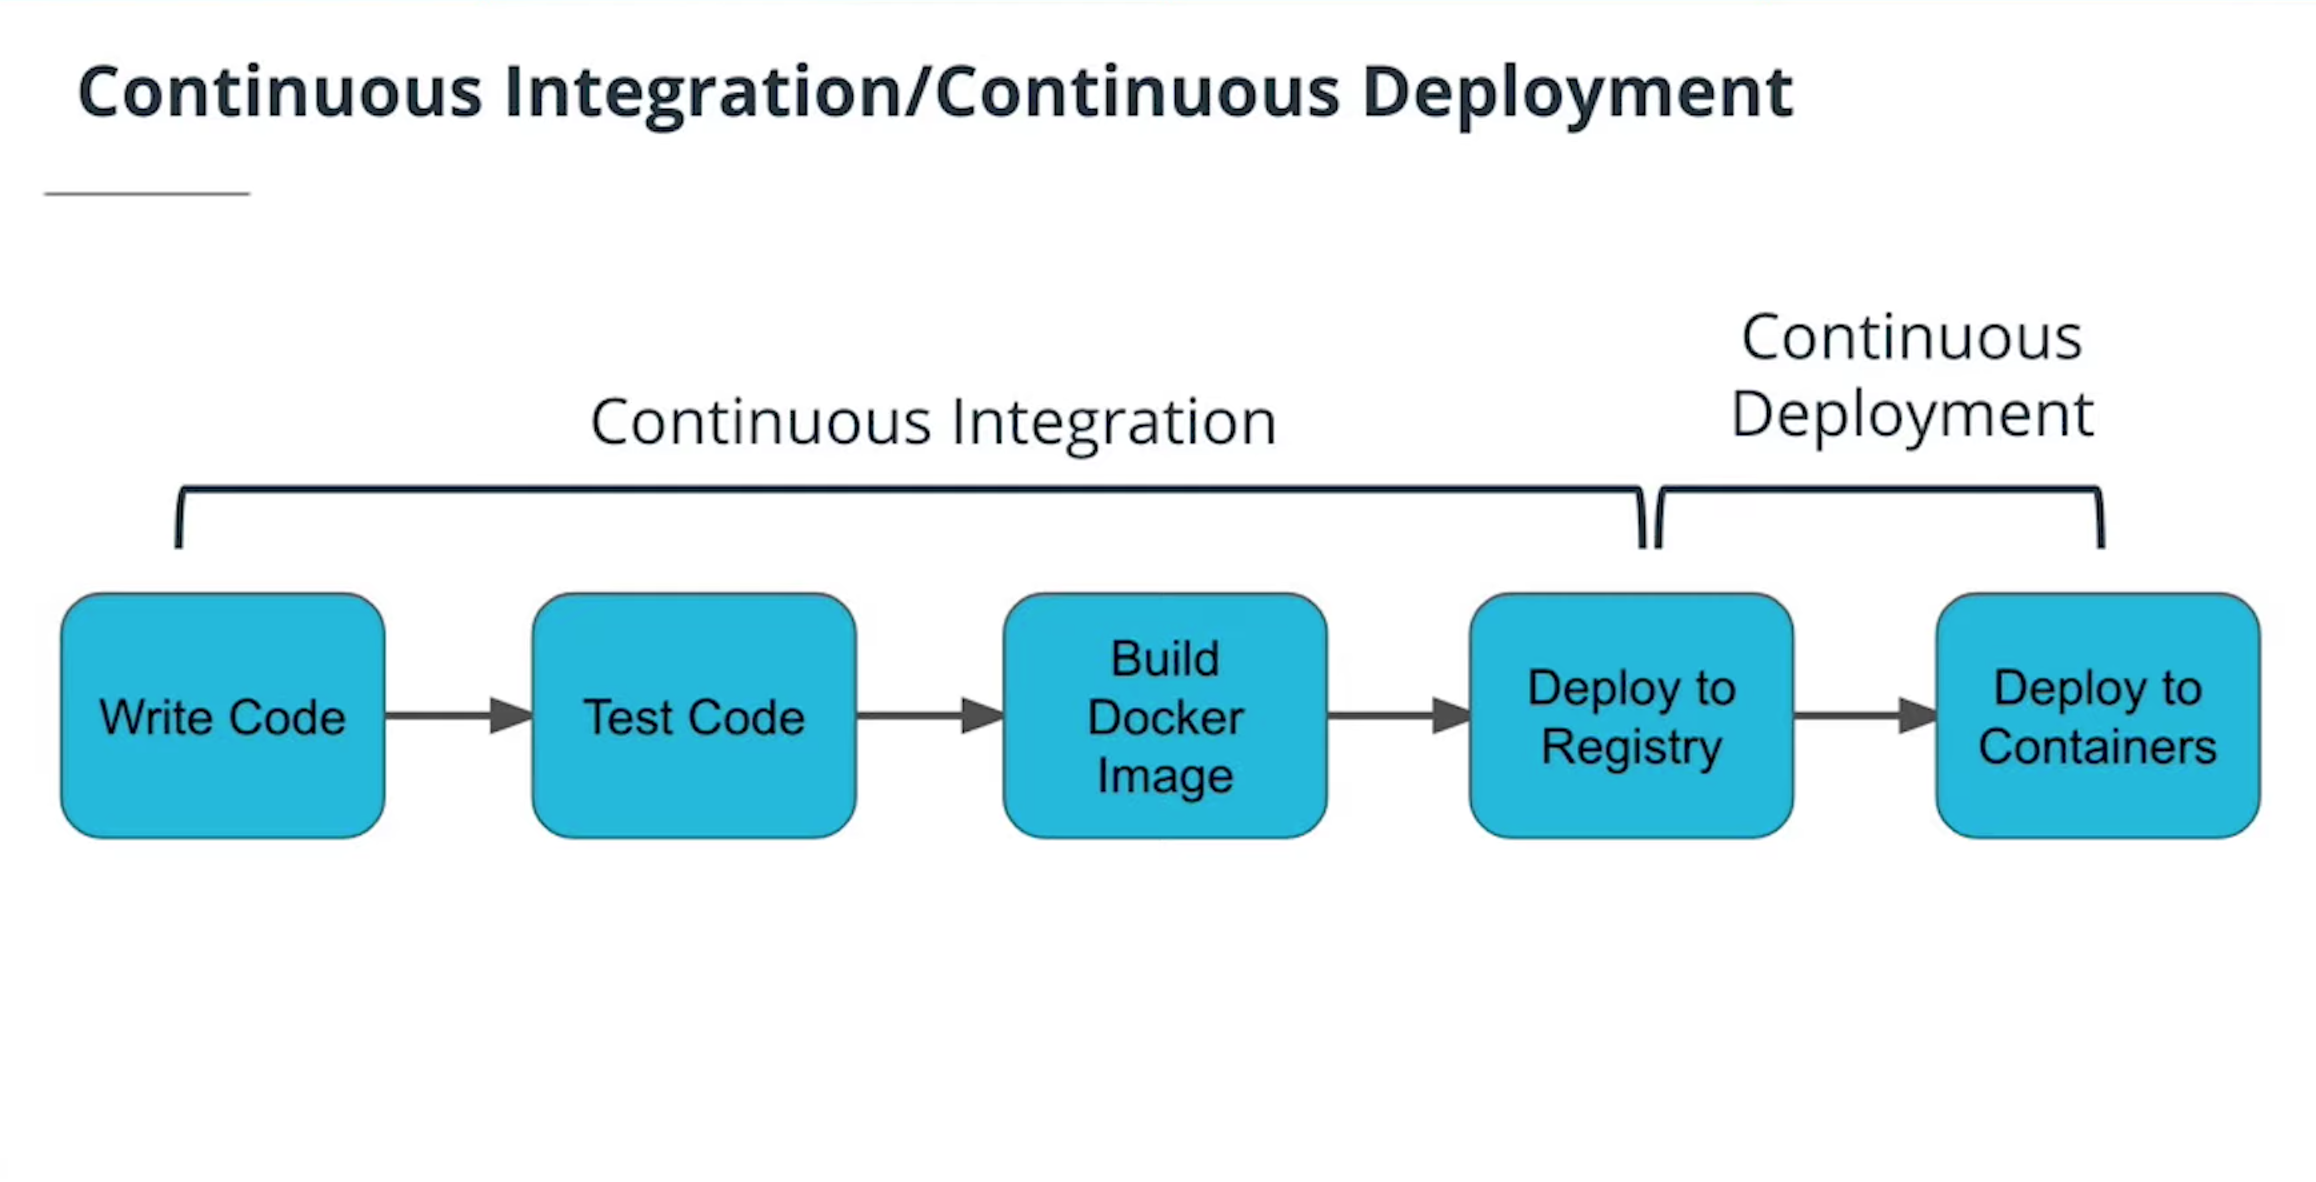 Continuous Integration/Continuous Deployment
Continuous Integration
Continuous
Deployment
Write Code
Test Code
Build
Docker
Image
Deploy to
Registry
Deploy to
Containers